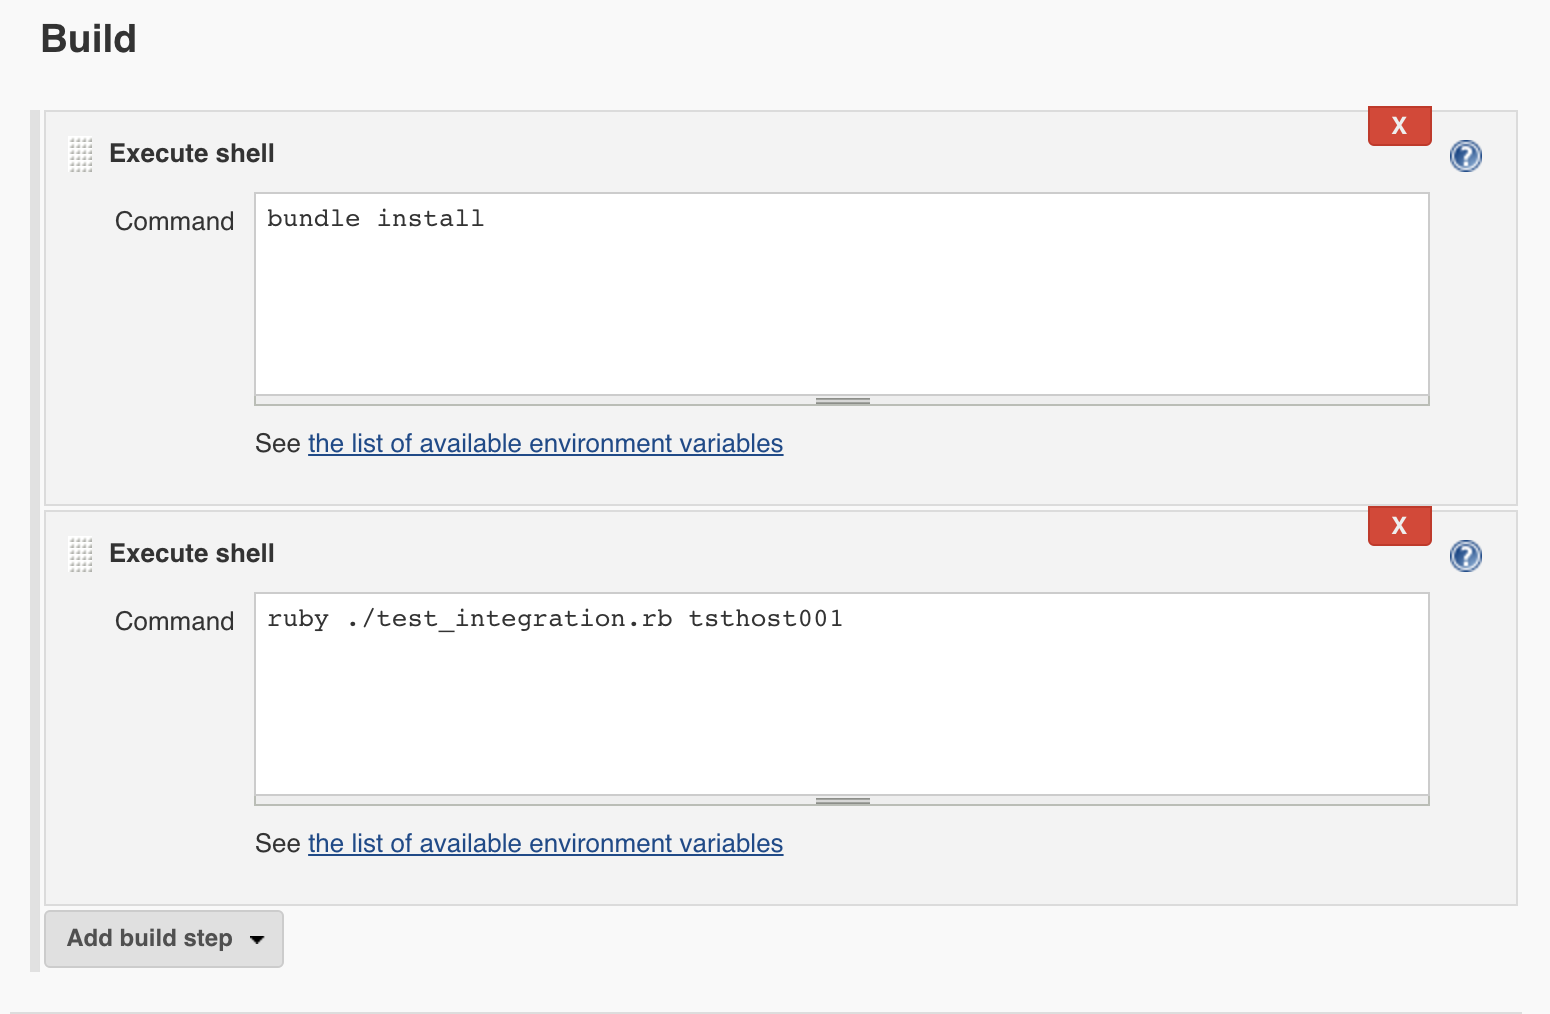 Build
X
Execute shell
?
Command
bundle install
See the list of available environment variables
X
Execute shell
?
Command
ruby ./test_integration.rb tsthost001
See the list of available environment variables
Add build step